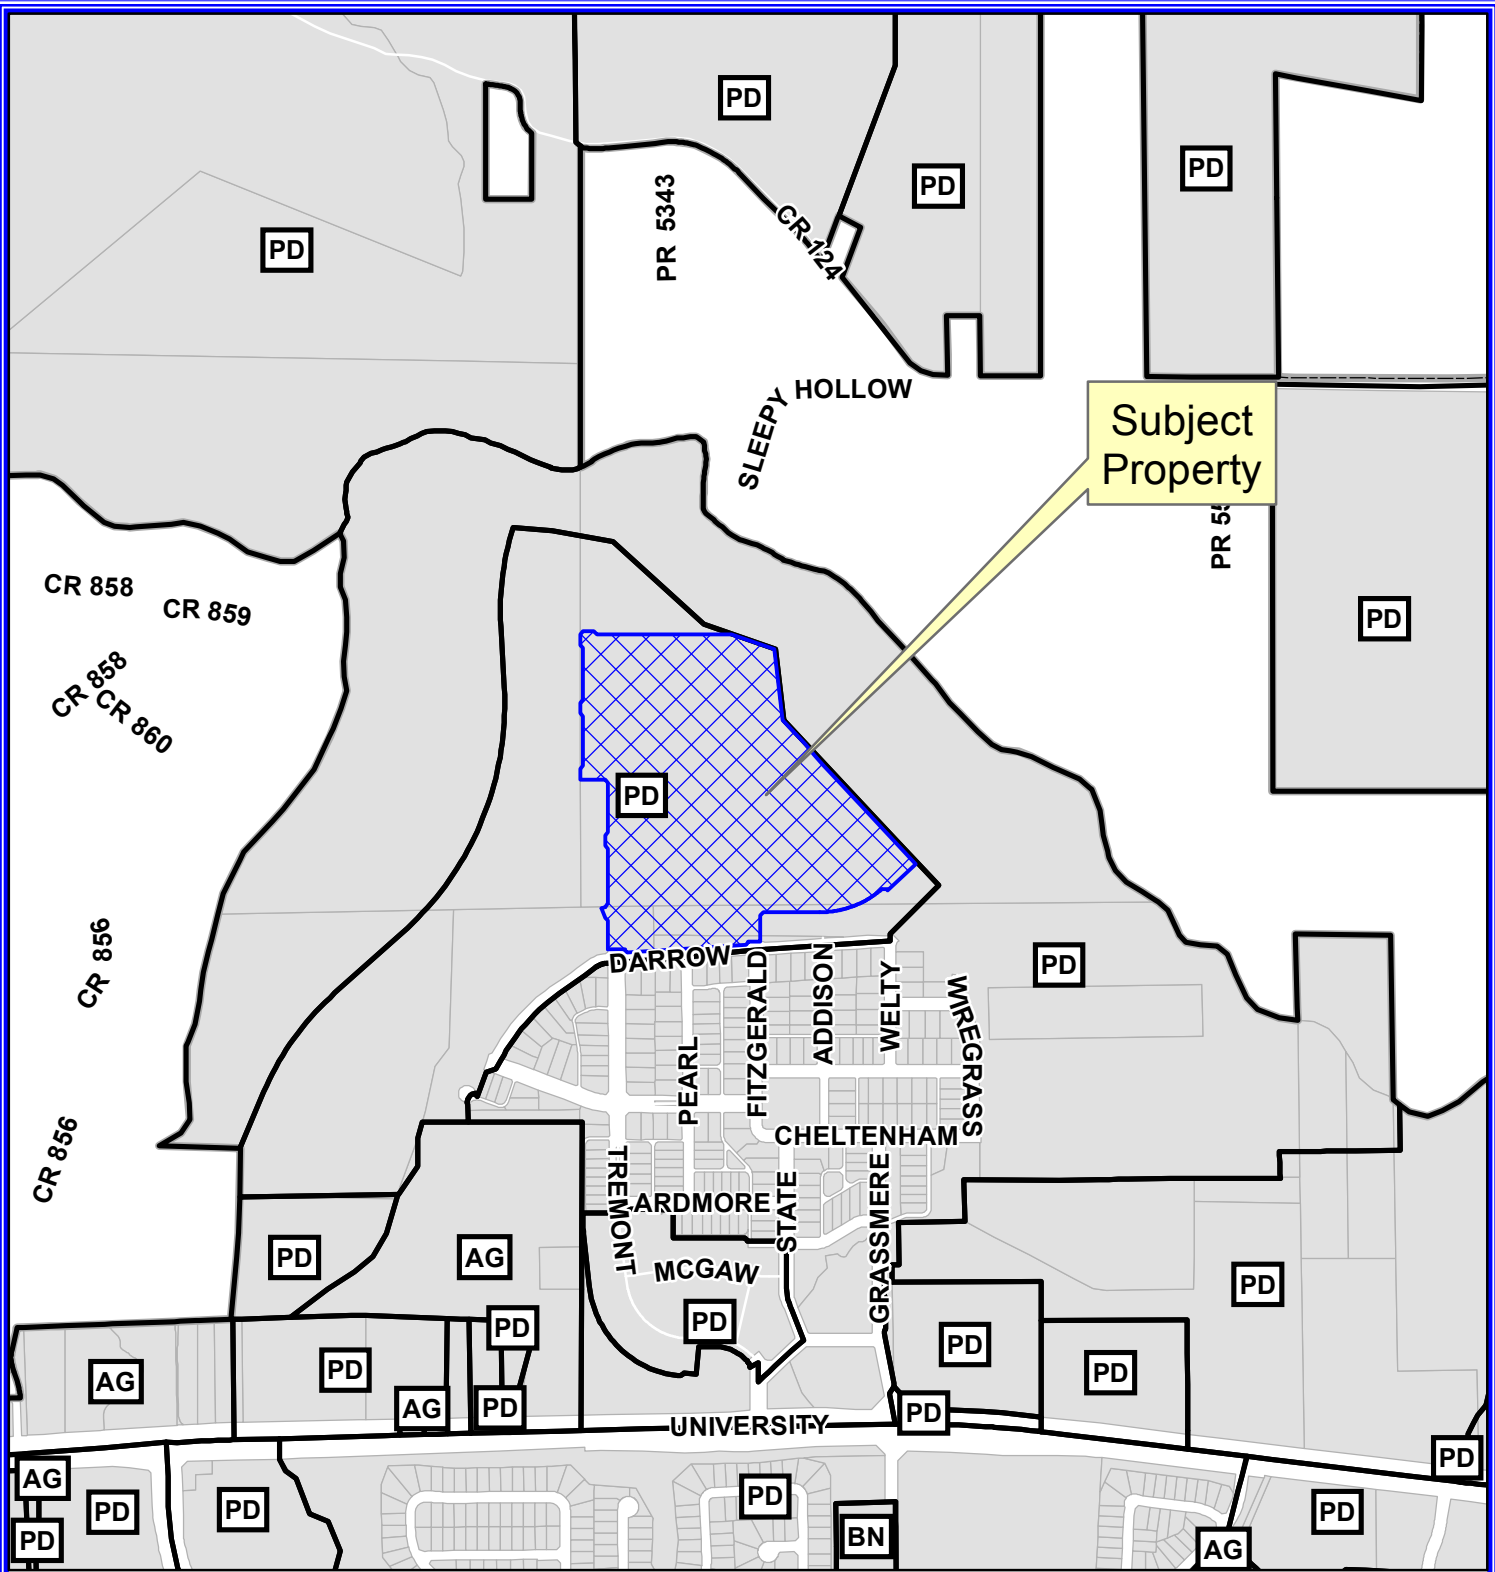 PD
PD
PD
PD
PR 5343
CR 124
SLEEPY
HOLLOW
Subject
Property
CR 858
CR 859
PD
CR 858
CR 860
PD
CR 856
DARROW
PD
FITZGERALD
ADDISON
WELTY
WIREGRASS
PEARL
CR 856
CHELTENHAM
TREMONT
ARDMORE
STATE
GRASSMERE
PD
AG
MCGAW
PD
PD
PD
PD
PD
AG
PD
PD
AG
PD
PD
UNIVERSITY
PD
AG
PD
PD
PD
PD
PD
BN
AG